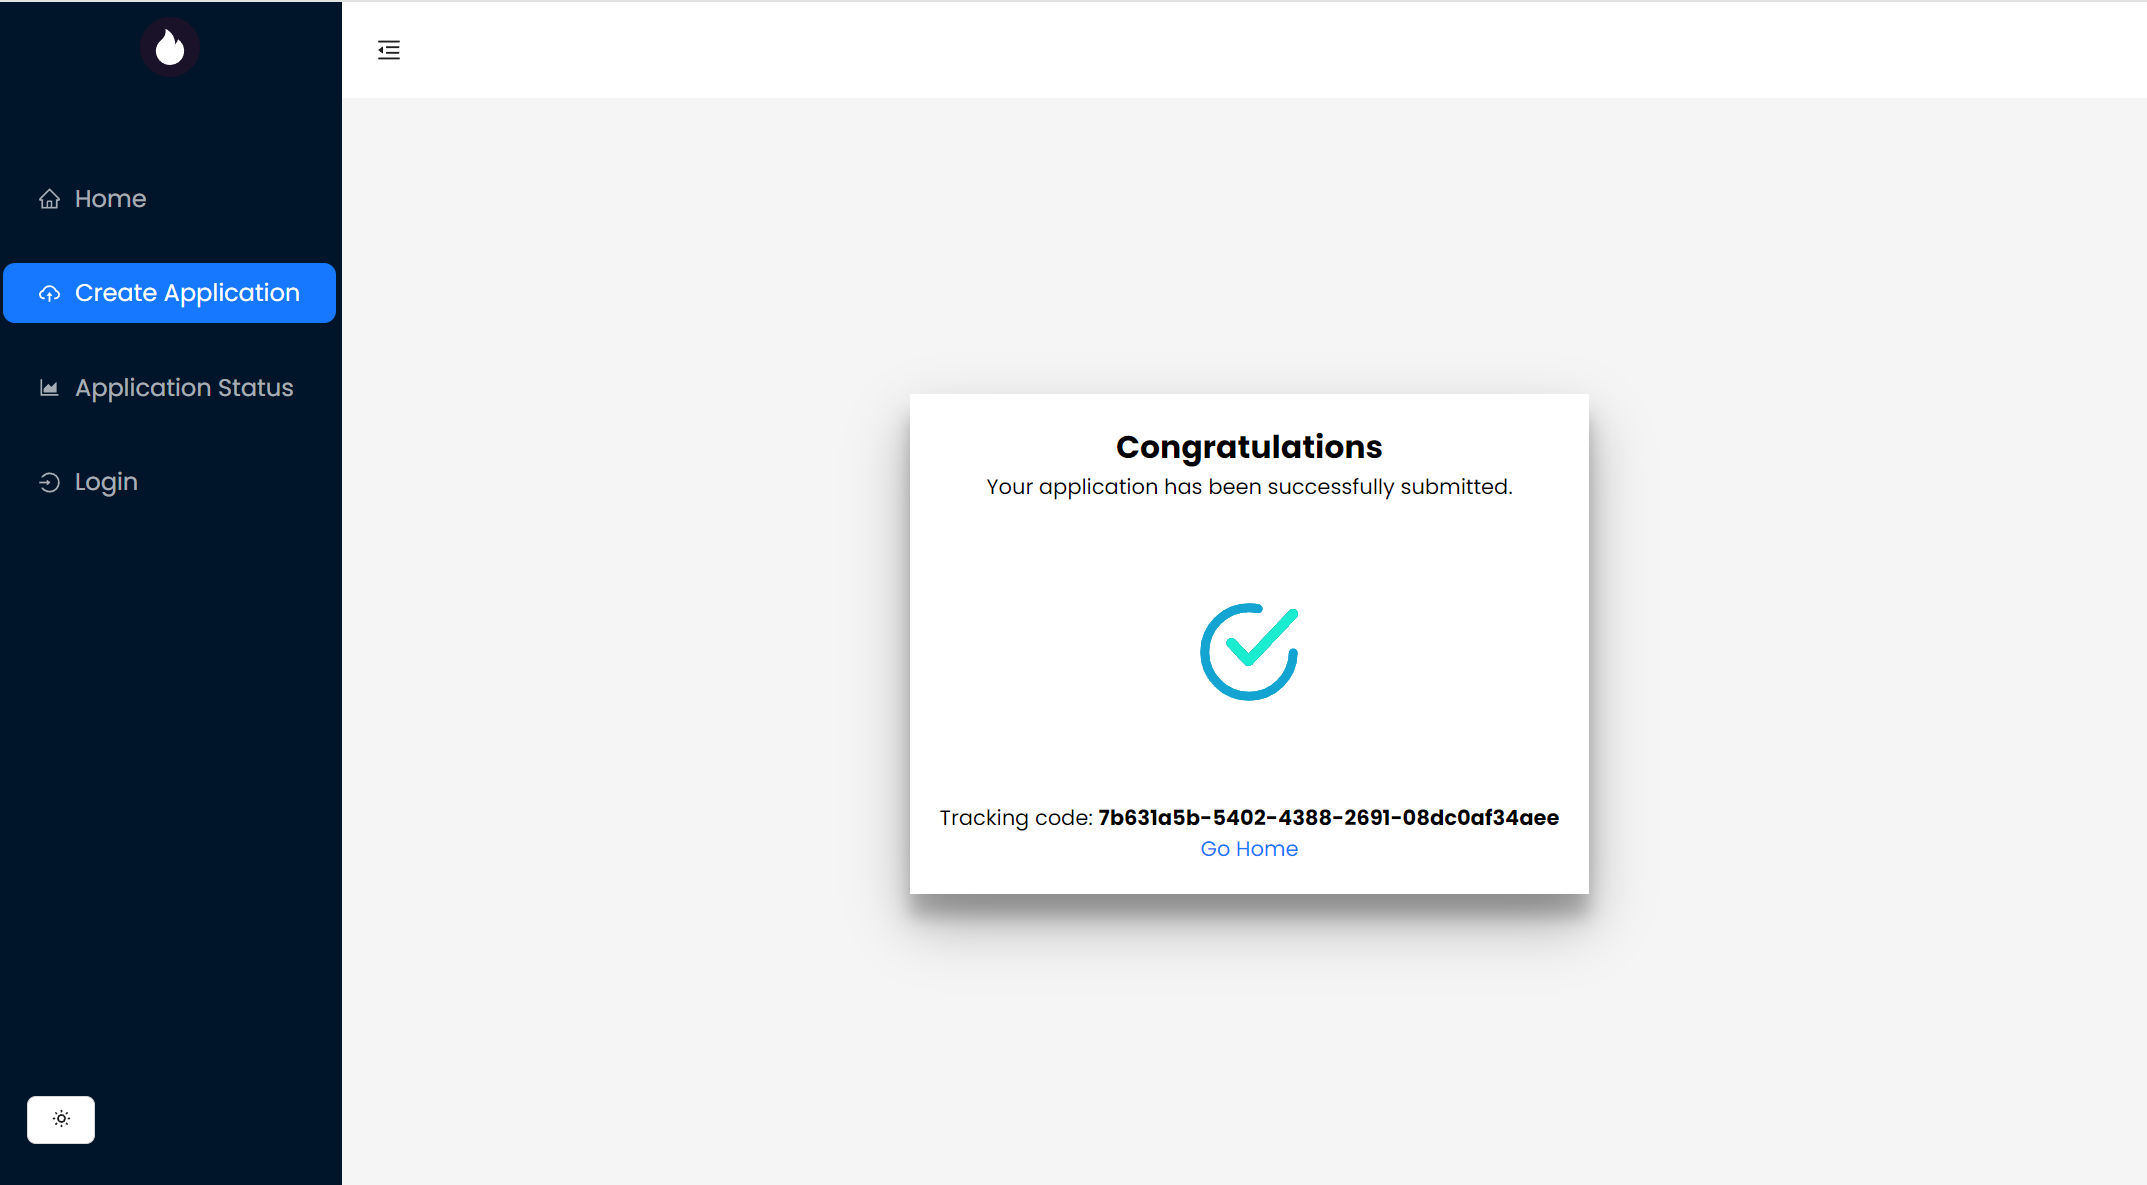 Home
Create Application
Application Status
Login
Congratulations
Your application has been successfully submitted.
Tracking code: 7b631a5b-5402-4388-2691-08dc0af34aee
Go Home